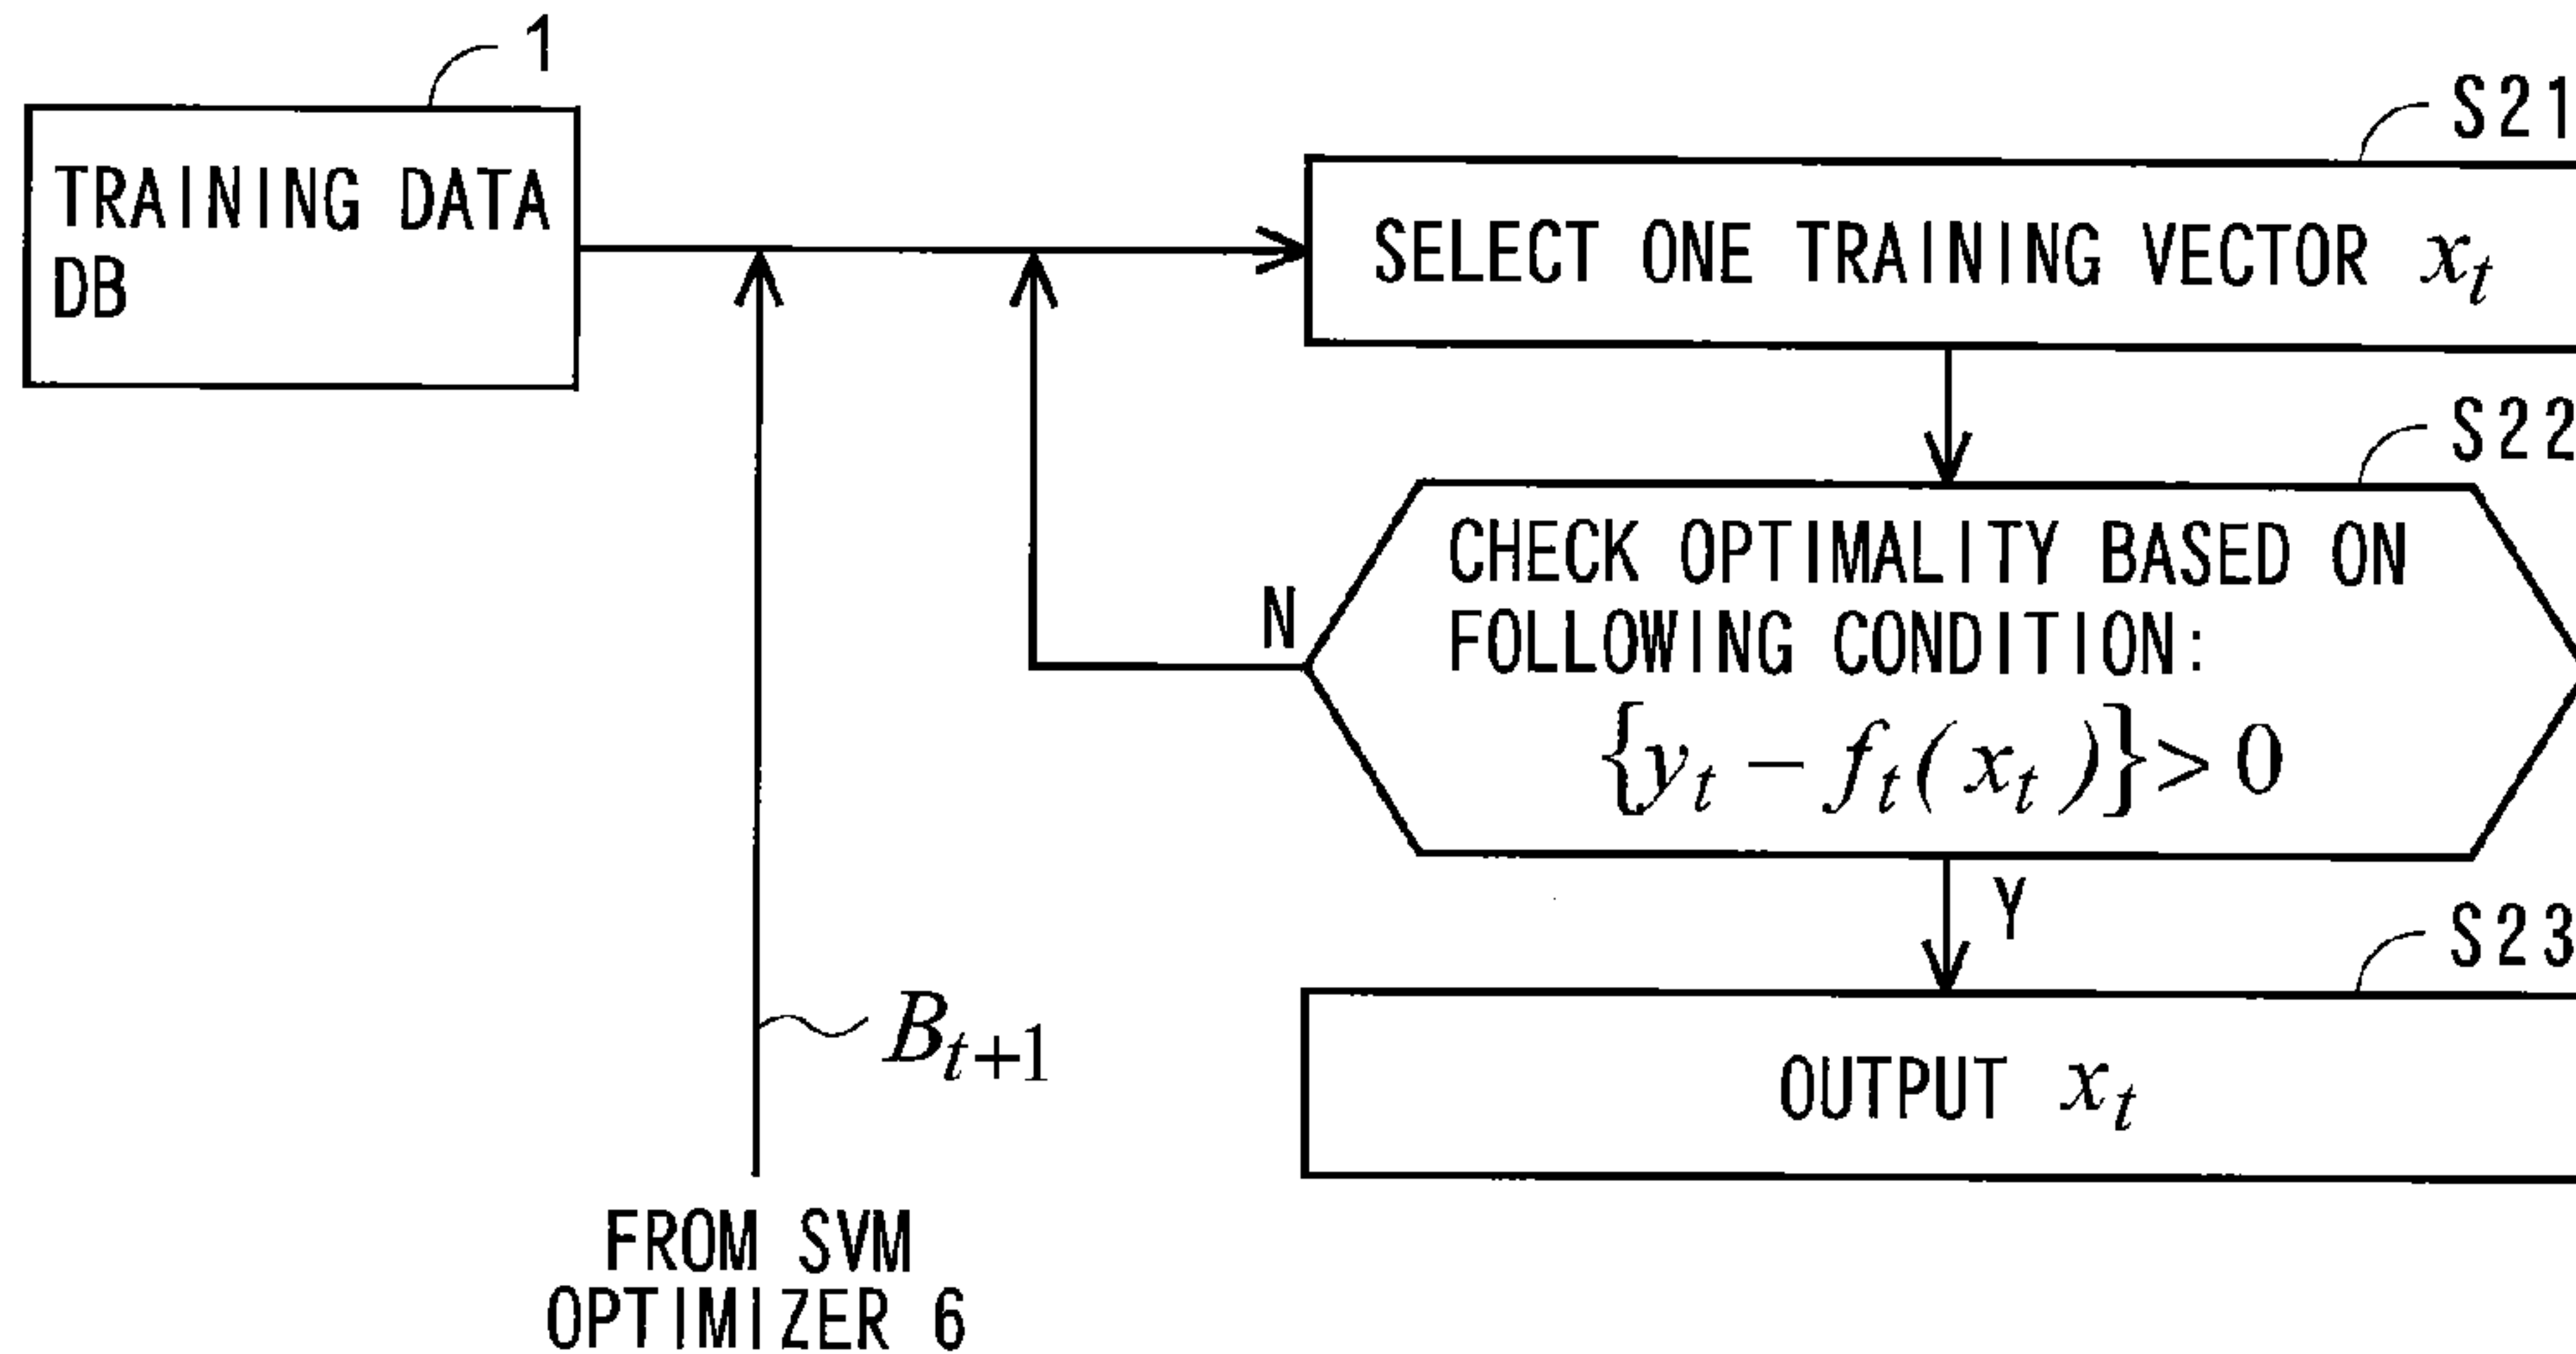 1
TRAINING DATA
DB
S21
SELECT ONE TRAINING VECTOR x_t
S22
CHECK OPTIMALITY BASED ON
FOLLOWING CONDITION:
{y_t − f_t(x_t)} > 0
N
Y
S23
OUTPUT x_t
B_{t+1}
FROM SVM
OPTIMIZER 6